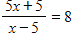 (5x + 5)/(x − 5) = 8